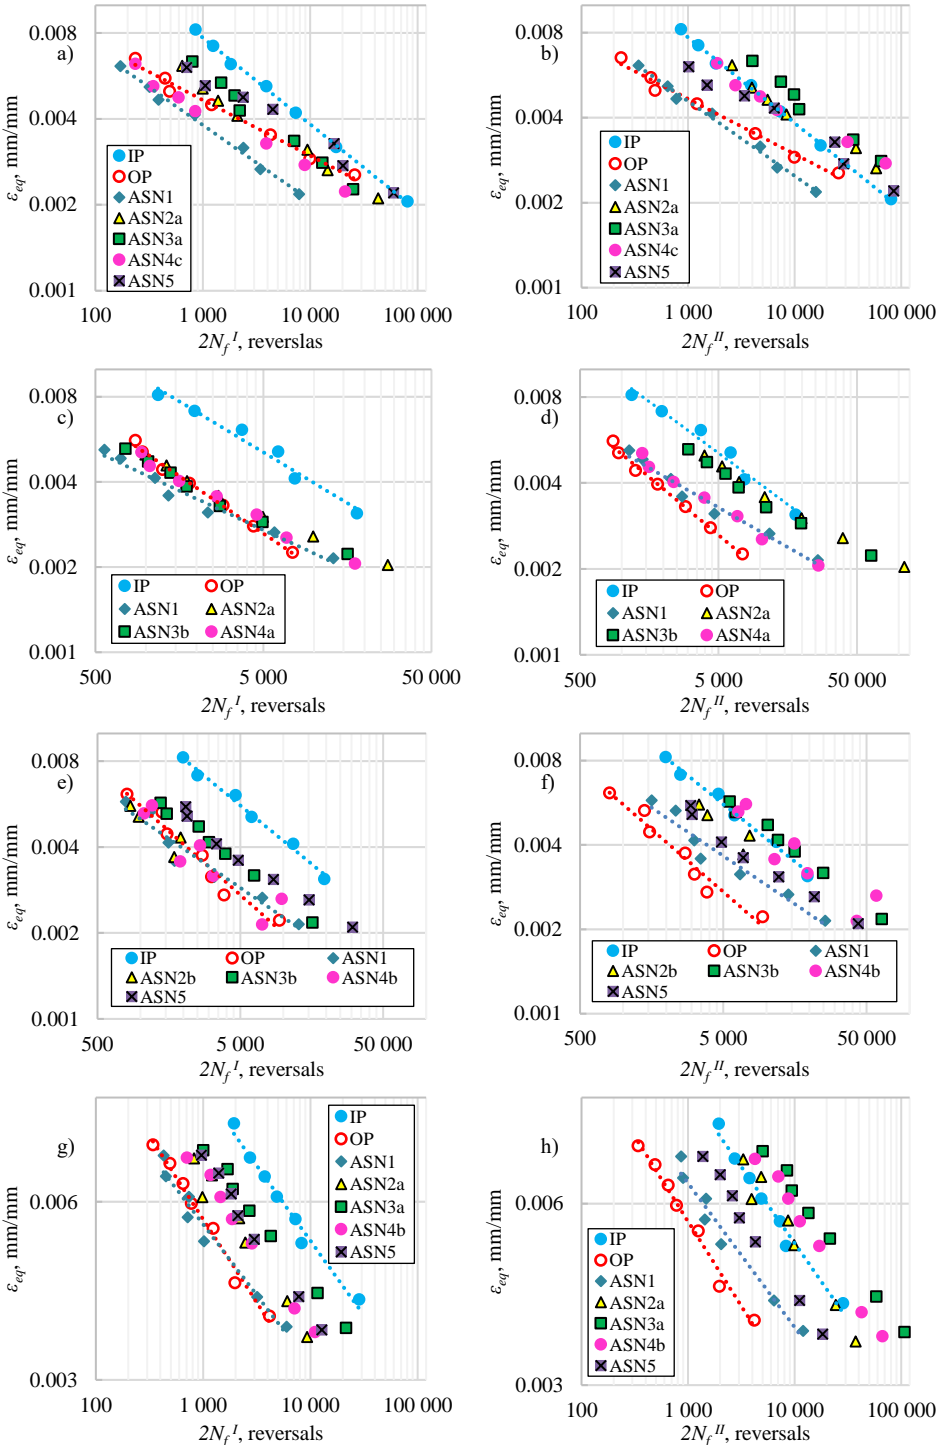 a)
0.008
0.004
0.002
0.001
εeq, mm/mm
IP
OP
ASN1
ASN2a
ASN3a
ASN4c
ASN5
100 1 000 10 000 100 000
2Nf I, reverslas
b)
0.008
0.004
0.002
0.001
εeq, mm/mm
IP
OP
ASN1
ASN2a
ASN3a
ASN4c
ASN5
100 1 000 10 000 100 000
2Nf II, reversals
c)
0.008
0.004
0.002
0.001
εeq, mm/mm
IP OP
ASN1 ASN2a
ASN3b ASN4a
500 5 000 50 000
2Nf I, reversals
d)
0.008
0.004
0.002
0.001
εeq, mm/mm
IP OP
ASN1 ASN2a
ASN3b ASN4a
500 5 000 50 000
2Nf II, reversals
e)
0.008
0.004
0.002
0.001
εeq, mm/mm
IP OP ASN1
ASN2b ASN3b ASN4b
ASN5
500 5 000 50 000
2Nf I, reversals
f)
0.008
0.004
0.002
0.001
εeq, mm/mm
IP OP ASN1
ASN2b ASN3b ASN4b
ASN5
500 5 000 50 000
2Nf II, reversals
g)
0.006
0.003
εeq, mm/mm
IP
OP
ASN1
ASN2a
ASN3a
ASN4b
ASN5
100 1 000 10 000 100 000
2Nf I, reversals
h)
0.006
0.003
εeq, mm/mm
IP
OP
ASN1
ASN2a
ASN3a
ASN4b
ASN5
100 1 000 10 000 100 000
2Nf II, reversals